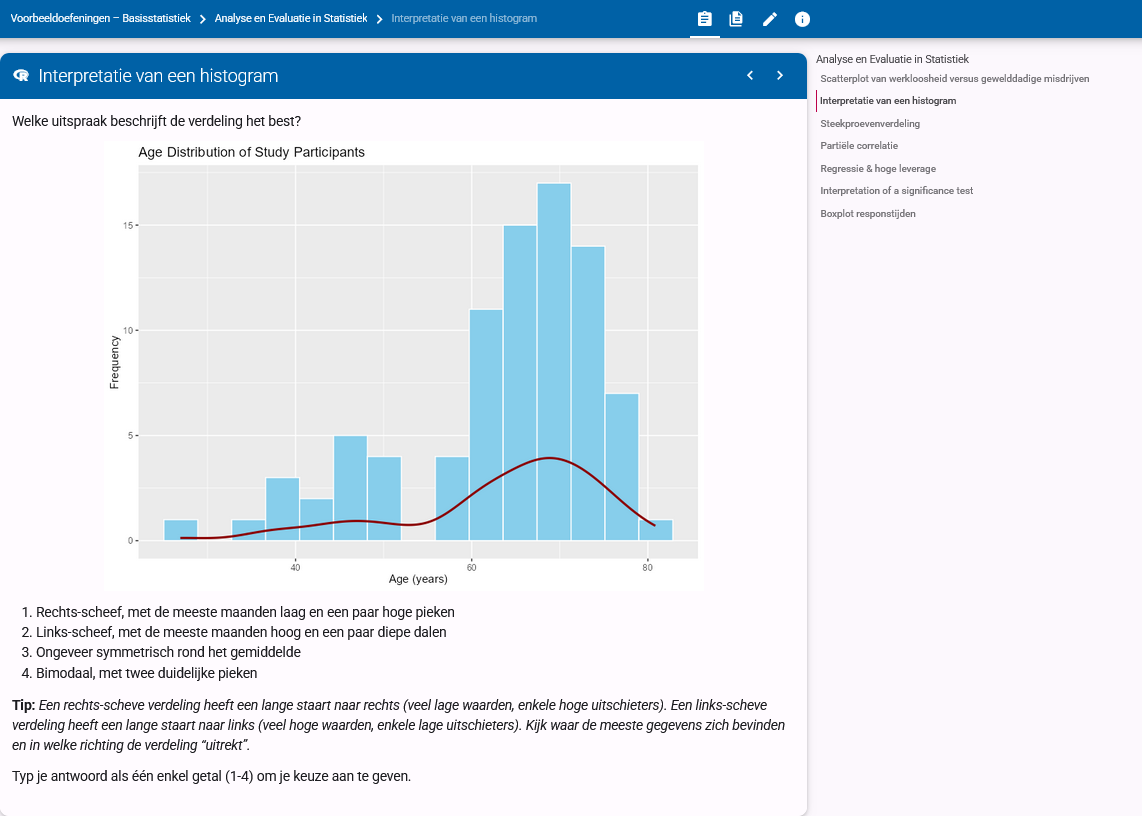 Voorbeeldoefeningen – Basisstatistiek > Analyse en Evaluatie in Statistiek > Interpretatie van een histogram
Interpretatie van een histogram
Welke uitspraak beschrijft de verdeling het best?
Age Distribution of Study Participants
Frequency
15
10
5
0
40 60 80
Age (years)
1. Rechts-scheef, met de meeste maanden laag en een paar hoge pieken
2. Links-scheef, met de meeste maanden hoog en een paar diepe dalen
3. Ongeveer symmetrisch rond het gemiddelde
4. Bimodaal, met twee duidelijke pieken
Tip: Een rechts-scheve verdeling heeft een lange staart naar rechts (veel lage waarden, enkele hoge uitschieters). Een links-scheve
verdeling heeft een lange staart naar links (veel hoge waarden, enkele lage uitschieters). Kijk waar de meeste gegevens zich bevinden
en in welke richting de verdeling “uitrekt”.
Typ je antwoord als één enkel getal (1-4) om je keuze aan te geven.
Analyse en Evaluatie in Statistiek
Scatterplot van werkloosheid versus gewelddadige misdrijven
Interpretatie van een histogram
Steekproevenverdeling
Partiële correlatie
Regressie & hoge leverage
Interpretation of a significance test
Boxplot responstijden